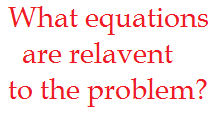 What equations
are relavent
to the problem?